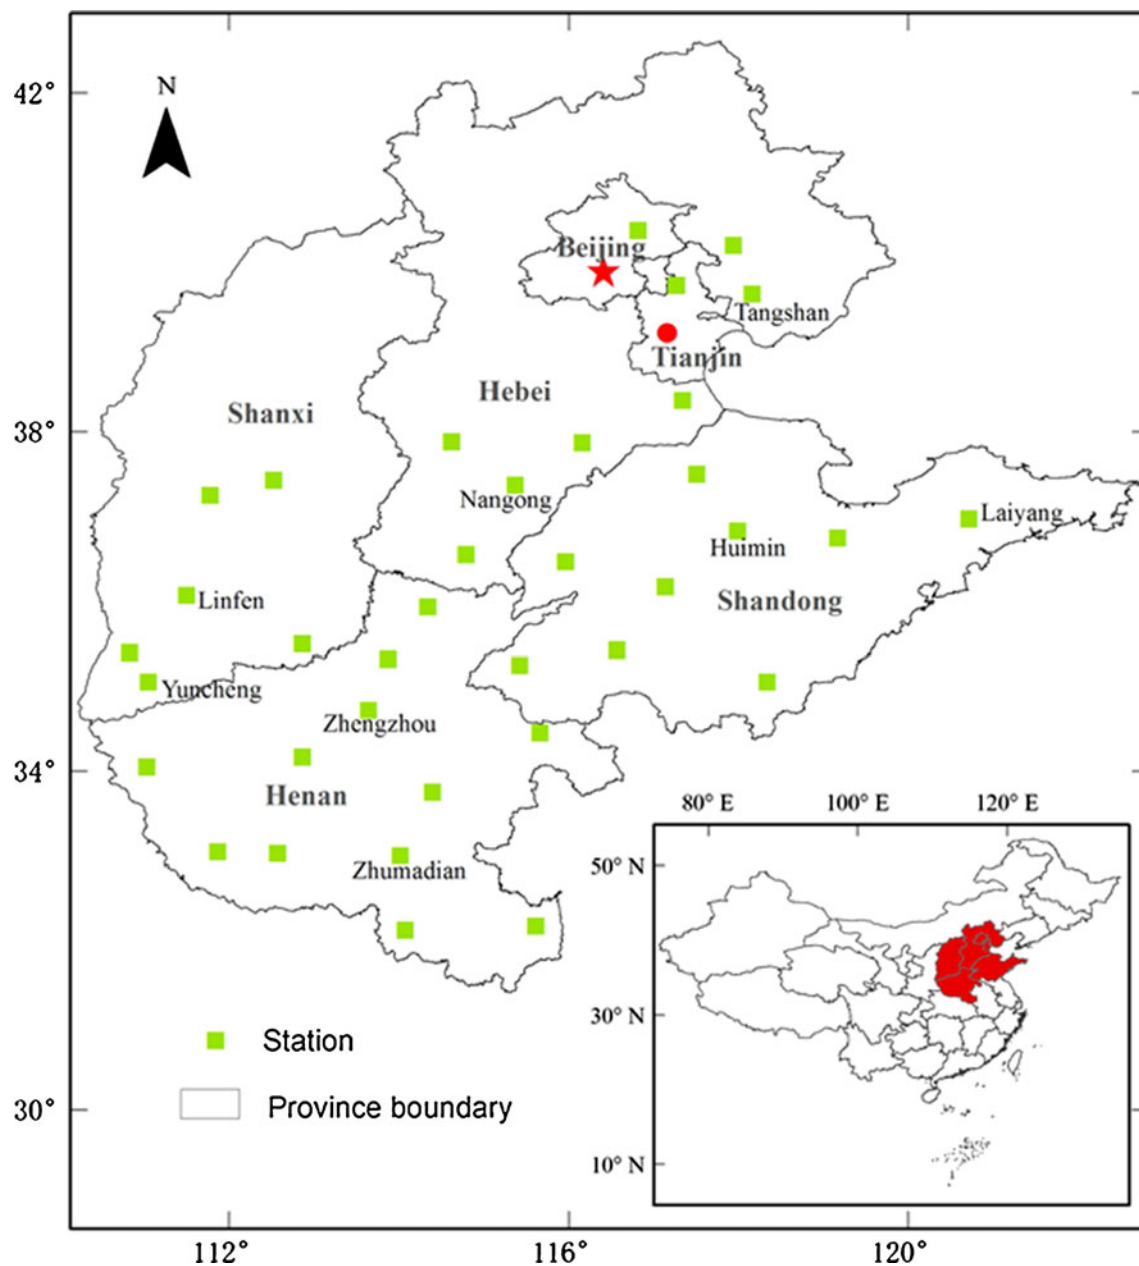 N
42°
38°
34°
30°
112°
116°
120°
Beijing
Tangshan
Tianjin
Hebei
Shanxi
Nangong
Laiyang
Huimin
Linfen
Shandong
Yuncheng
Zhengzhou
Henan
Zhumadian
Station
Province boundary
80° E 100° E 120° E
50° N
30° N
10° N